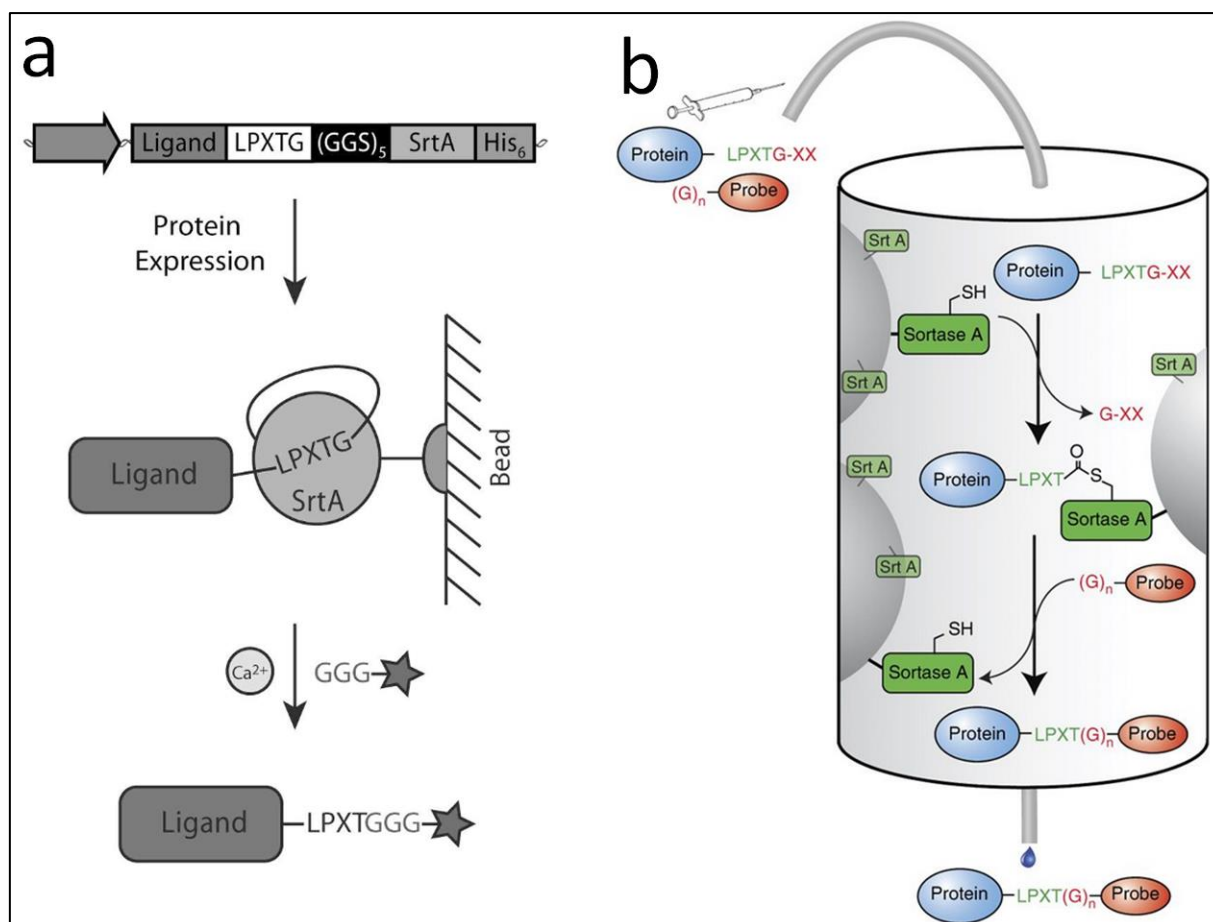 a
Ligand LPXTG (GGS)₅ SrtA His₆
Protein
Expression
Ligand
LPXTG
SrtA
Bead
Ca²⁺ GGG
Ligand LPXTGGG
b
Protein LPXTG-XX
(G)ₙ Probe
Srt A
Protein LPXTG-XX
SH
Sortase A
Srt A
Srt A
G-XX
Srt A
O
Protein LPXT S
Sortase A
Srt A
(G)ₙ Probe
SH
Sortase A
Protein LPXT(G)ₙ Probe
Protein LPXT(G)ₙ Probe